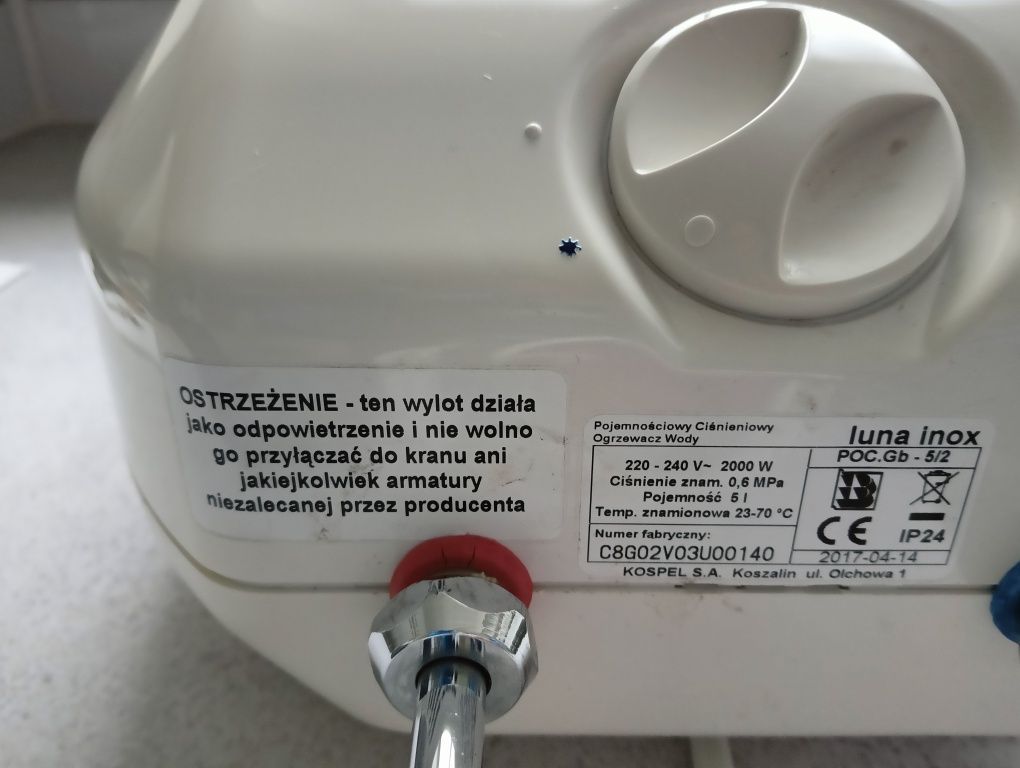 OSTRZEŻENIE - ten wylot działa
jako odpowietrzenie i nie wolno
go przyłączać do kranu ani
jakiejkolwiek armatury
niezalecanej przez producenta
Pojemnościowy Ciśnieniowy
Ogrzewacz Wody
luna inox
POC.Gb - 5/2
220 - 240 V~ 2000 W
Ciśnienie znam. 0,6 MPa
Pojemność 5 l
Temp. znamionowa 23-70 °C
Numer fabryczny:
C8G02V03U00140
CE
IP24
2017-04-14
KOSPEL S.A. Koszalin ul. Olchowa 1